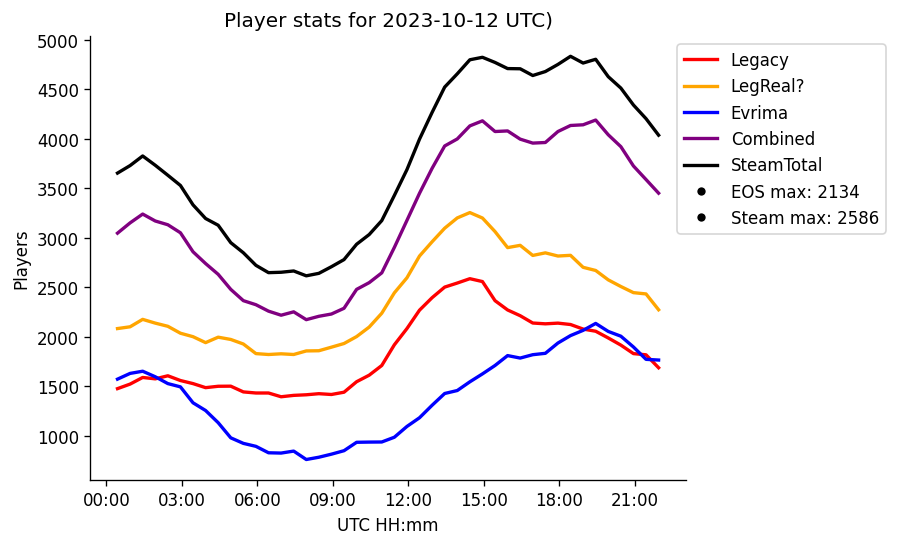 Player stats for 2023-10-12 UTC)
Players
5000
4500
4000
3500
3000
2500
2000
1500
1000
00:00 03:00 06:00 09:00 12:00 15:00 18:00 21:00
UTC HH:mm
Legacy
LegReal?
Evrima
Combined
SteamTotal
EOS max: 2134
Steam max: 2586